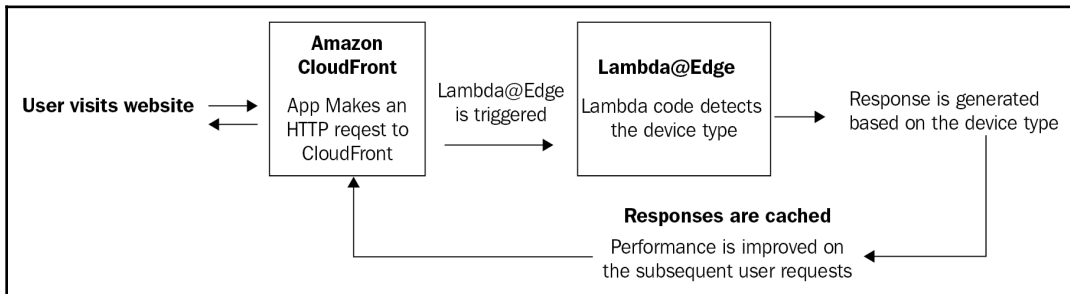 User visits website
Amazon
CloudFront
App Makes an
HTTP reqest to
CloudFront
Lambda@Edge
is triggered
Lambda@Edge
Lambda code detects
the device type
Response is generated
based on the device type
Responses are cached
Performance is improved on
the subsequent user requests